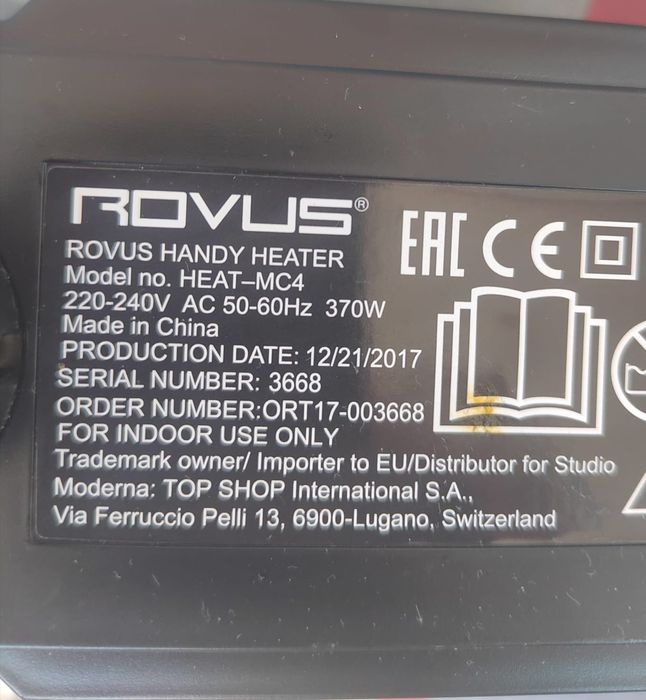 ROVUS®
ROVUS HANDY HEATER
Model no. HEAT–MC4
220-240V AC 50-60Hz 370W
Made in China
PRODUCTION DATE: 12/21/2017
SERIAL NUMBER: 3668
ORDER NUMBER:ORT17-003668
FOR INDOOR USE ONLY
Trademark owner/ Importer to EU/Distributor for Studio
Moderna: TOP SHOP International S.A.,
Via Ferruccio Pelli 13, 6900-Lugano, Switzerland
EAC CE